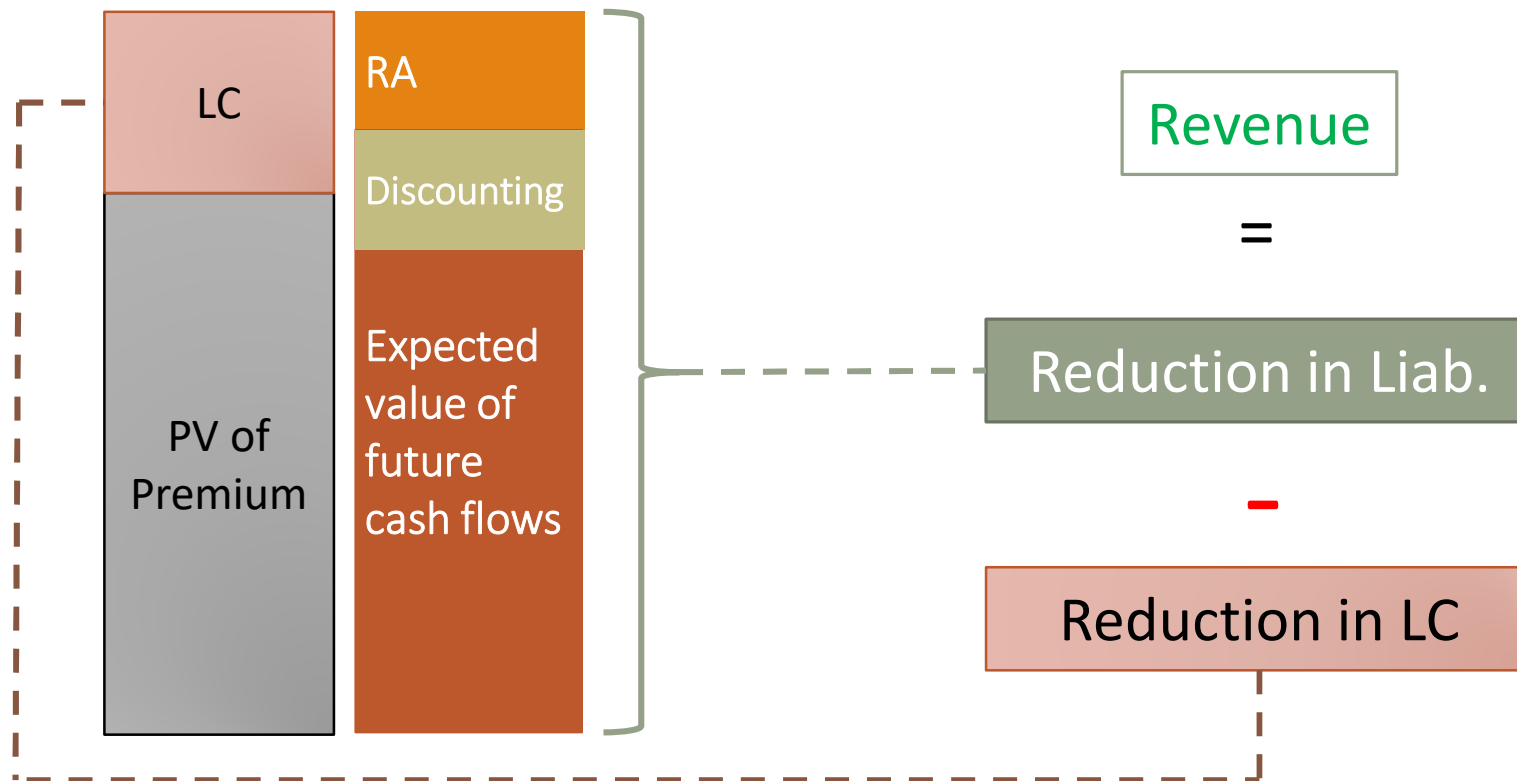 LC
PV of
Premium
RA
Discounting
Expected
value of
future
cash flows
Revenue
=
Reduction in Liab.
-
Reduction in LC